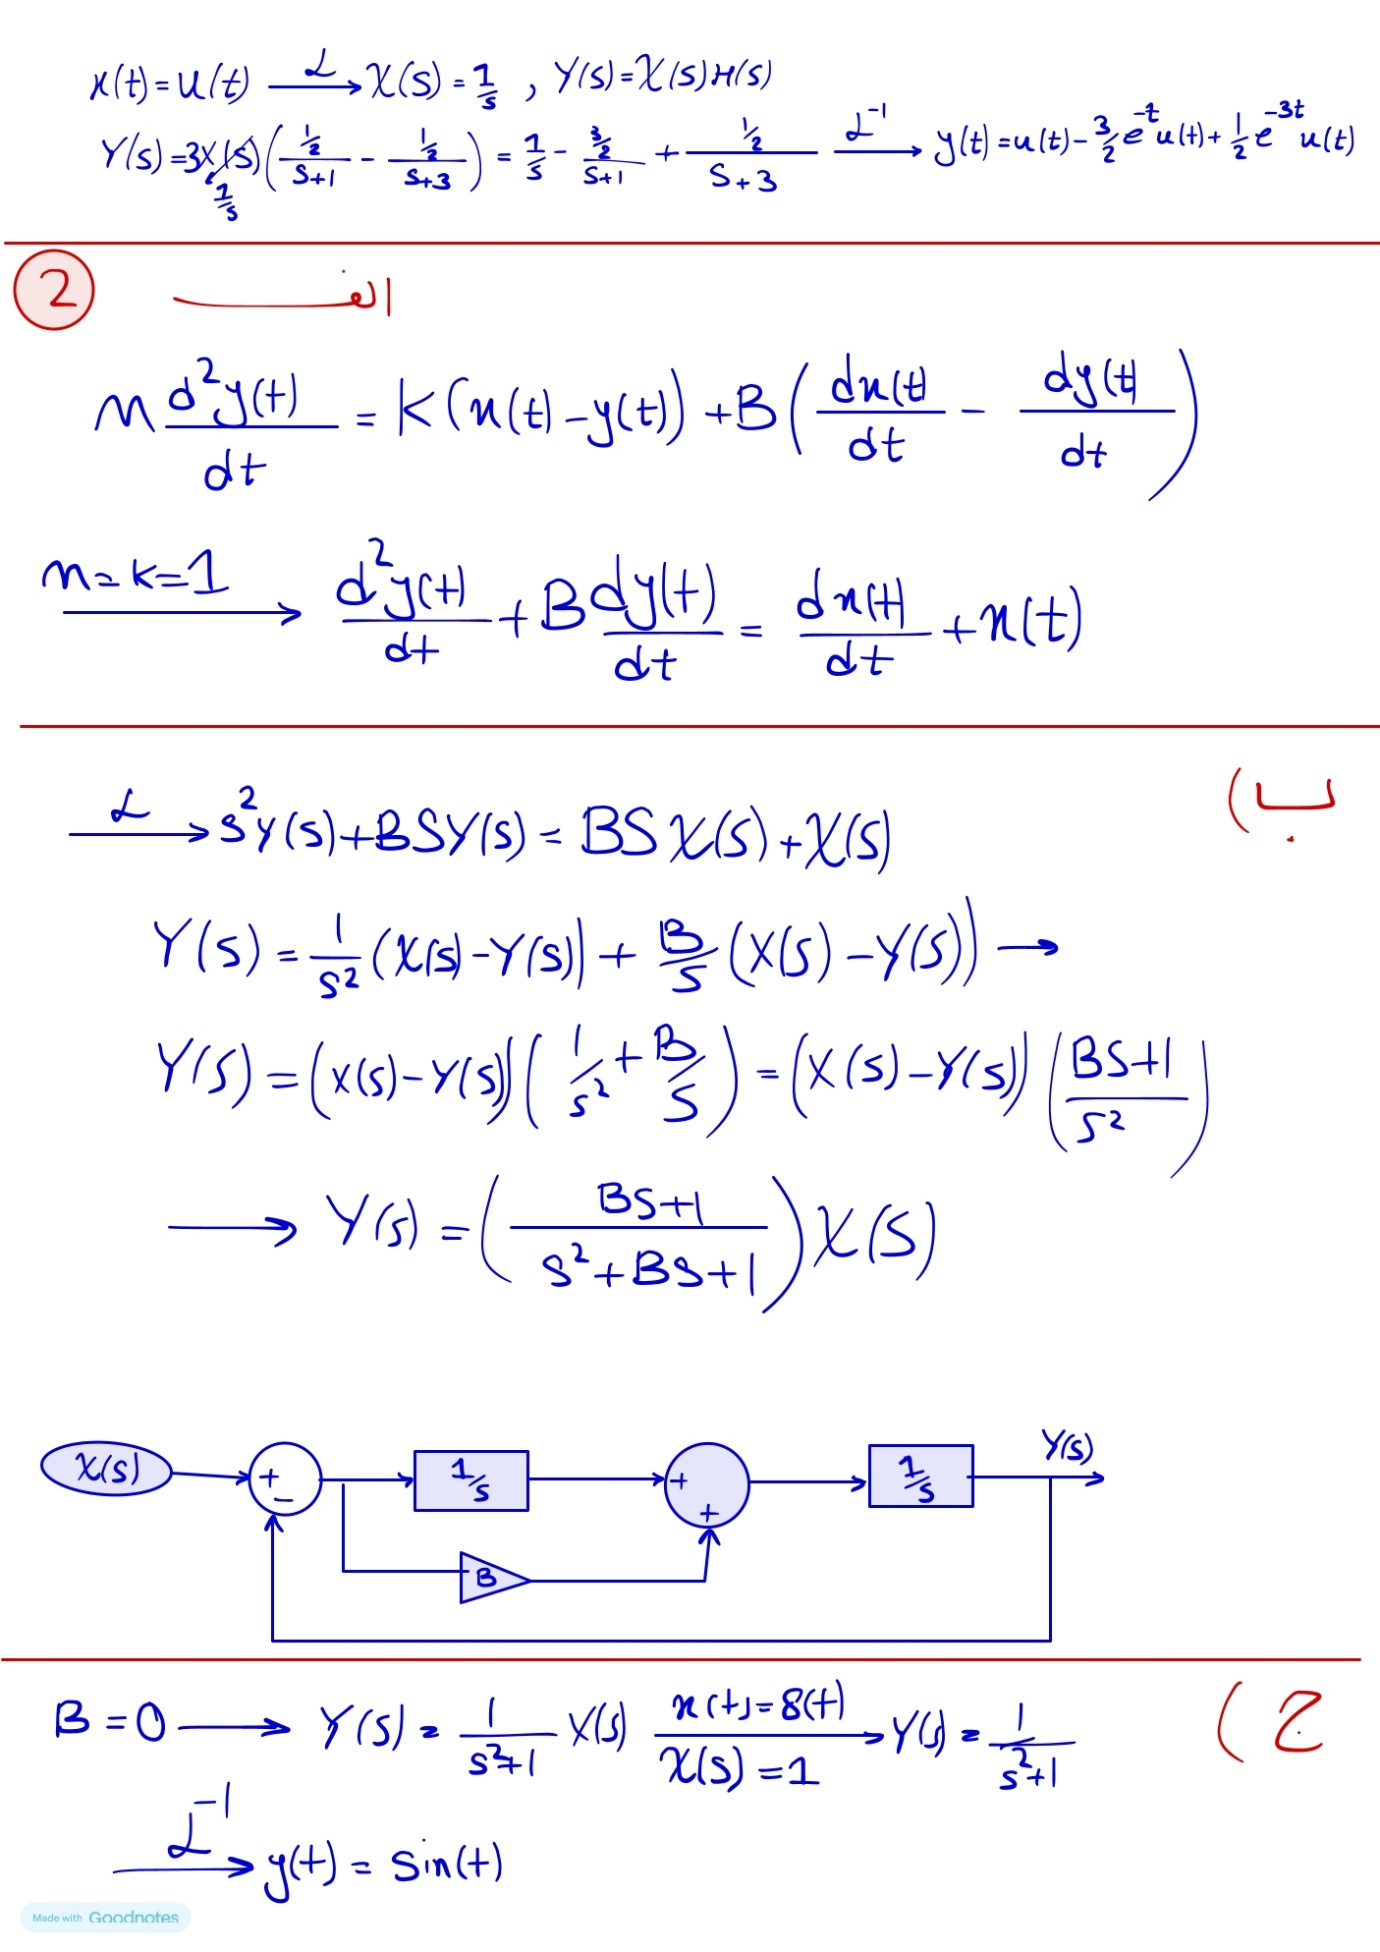 x(t) = u(t) —ℒ→ X(s) = 1/s , Y(s) = X(s) H(s)
Y(s) = 3X(s) ( (1/2)/(s+1) - (1/2)/(s+3) ) = 1/s - (3/2)/(s+1) + (1/2)/(s+3) —ℒ⁻¹→ y(t) = u(t) - 3/2 e^{-t} u(t) + 1/2 e^{-3t} u(t)
1/s
2 الف
M d²y(t)/dt = K(x(t) - y(t)) + B( dx(t)/dt - dy(t)/dt )
m = k = 1 → d²y(t)/dt + B dy(t)/dt = dx(t)/dt + x(t)
ب)
—ℒ→ s²Y(s) + BSY(s) = BSX(s) + X(s)
Y(s) = 1/s² (X(s) - Y(s)) + B/s (X(s) - Y(s)) →
Y(s) = (X(s) - Y(s)) ( 1/s² + B/s ) = (X(s) - Y(s)) ( (BS+1)/s² )
→ Y(s) = ( (BS+1)/(s² + BS + 1) ) X(s)
X(s) + - 1/s + + 1/s Y(s)
B
ج)
B = 0 → Y(s) = 1/(s²+1) X(s) —x(t) = δ(t) / X(s) = 1→ Y(s) = 1/(s²+1)
—ℒ⁻¹→ y(t) = Sin(t)
Made with Goodnotes